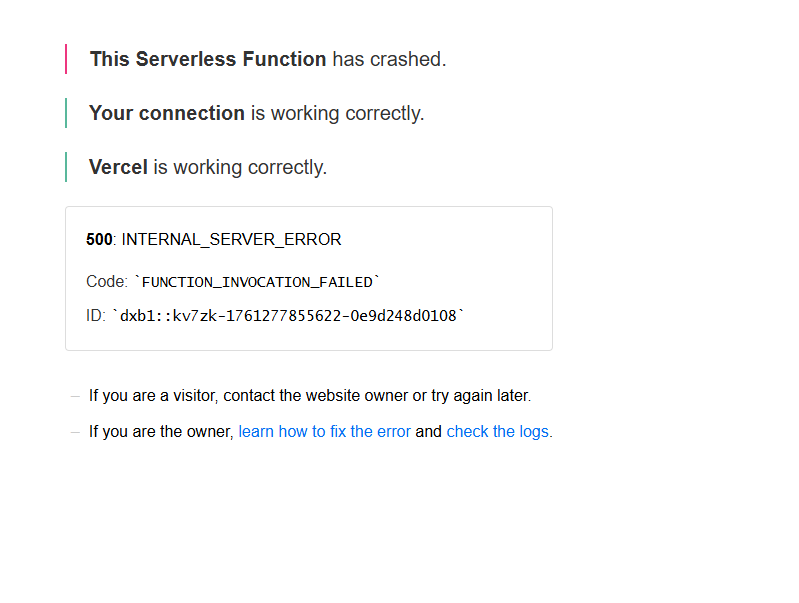 This Serverless Function has crashed.
Your connection is working correctly.
Vercel is working correctly.
500: INTERNAL_SERVER_ERROR
Code: `FUNCTION_INVOCATION_FAILED`
ID: `dxb1::kv7zk-1761277855622-0e9d248d0108`
If you are a visitor, contact the website owner or try again later.
If you are the owner, learn how to fix the error and check the logs.